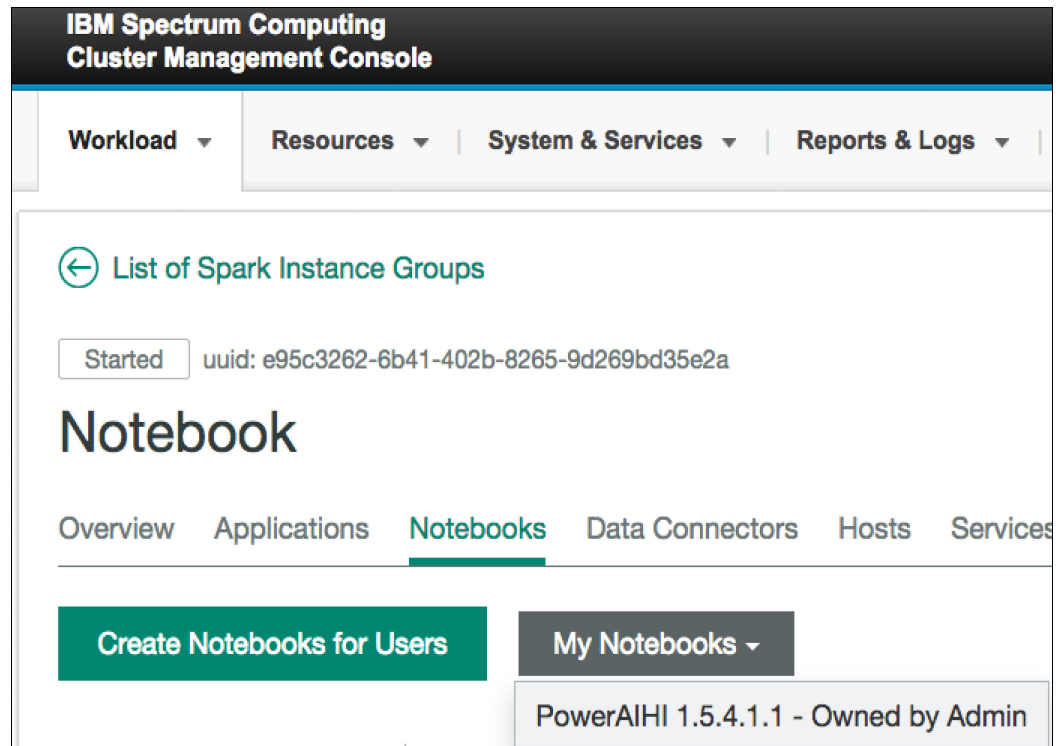 IBM Spectrum Computing
Cluster Management Console
Workload Resources System & Services Reports & Logs
List of Spark Instance Groups
Started uuid: e95c3262-6b41-402b-8265-9d269bd35e2a
Notebook
Overview Applications Notebooks Data Connectors Hosts Services
Create Notebooks for Users My Notebooks
PowerAIHI 1.5.4.1.1 - Owned by Admin